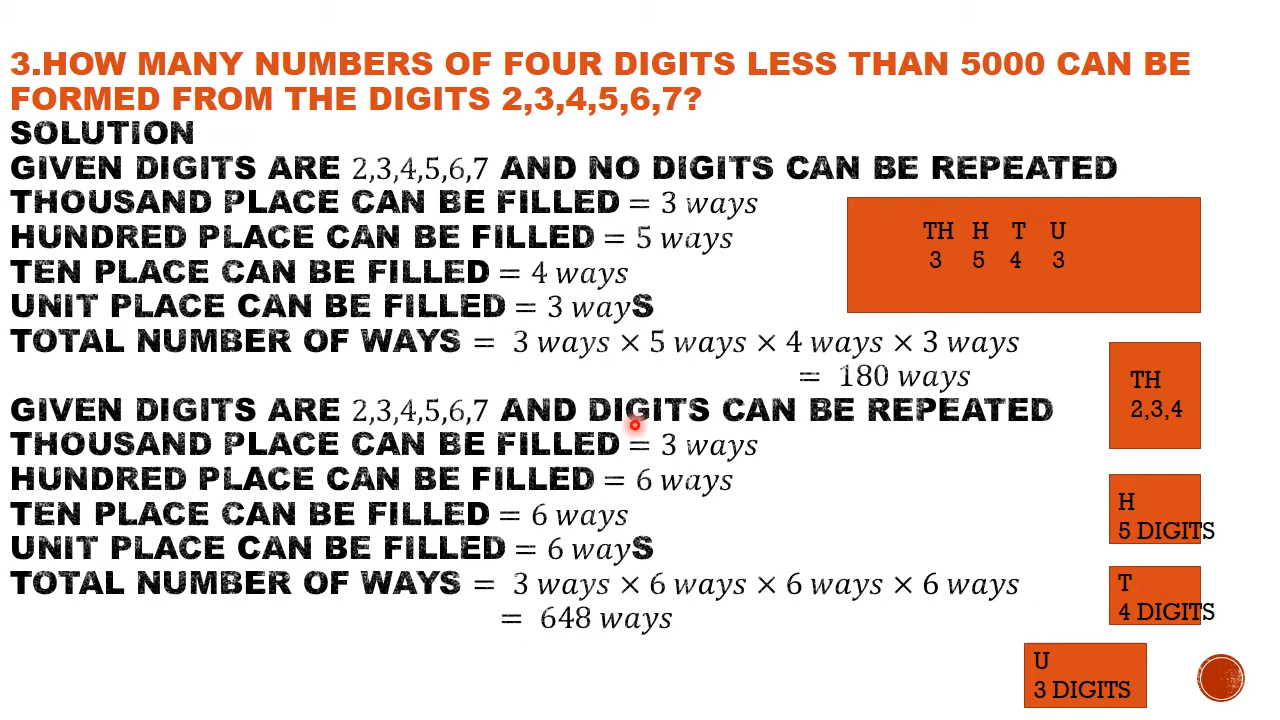 3.HOW MANY NUMBERS OF FOUR DIGITS LESS THAN 5000 CAN BE
FORMED FROM THE DIGITS 2,3,4,5,6,7?
SOLUTION
GIVEN DIGITS ARE 2,3,4,5,6,7 AND NO DIGITS CAN BE REPEATED
THOUSAND PLACE CAN BE FILLED = 3 ways
HUNDRED PLACE CAN BE FILLED = 5 ways
TEN PLACE CAN BE FILLED = 4 ways
UNIT PLACE CAN BE FILLED = 3 wayS
TOTAL NUMBER OF WAYS = 3 ways × 5 ways × 4 ways × 3 ways
= 180 ways
GIVEN DIGITS ARE 2,3,4,5,6,7 AND DIGITS CAN BE REPEATED
THOUSAND PLACE CAN BE FILLED = 3 ways
HUNDRED PLACE CAN BE FILLED = 6 ways
TEN PLACE CAN BE FILLED = 6 ways
UNIT PLACE CAN BE FILLED = 6 wayS
TOTAL NUMBER OF WAYS = 3 ways × 6 ways × 6 ways × 6 ways
= 648 ways
TH H T U
3 5 4 3
TH
2,3,4
H
5 DIGITS
T
4 DIGITS
U
3 DIGITS